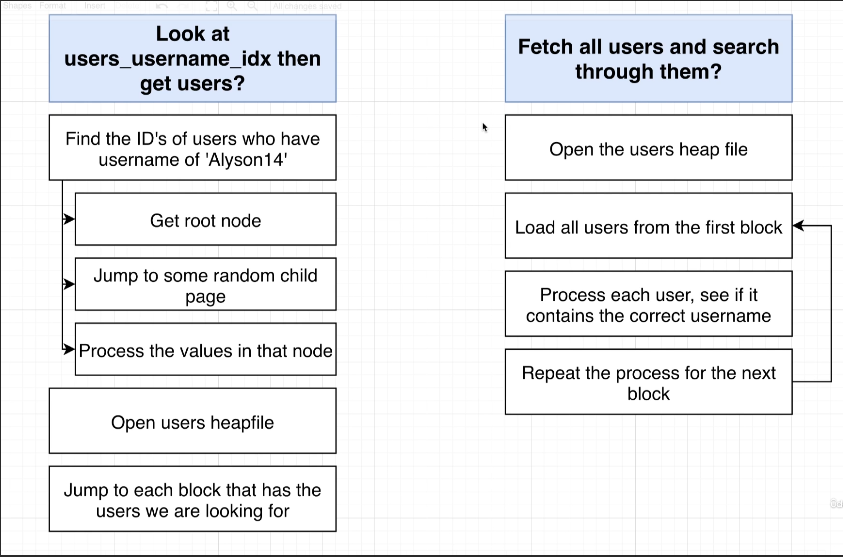 Shapes Format Insert All changes saved
Look at
users_username_idx then
get users?
Find the ID's of users who have
username of 'Alyson14'
Get root node
Jump to some random child
page
Process the values in that node
Open users heapfile
Jump to each block that has the
users we are looking for
Fetch all users and search
through them?
Open the users heap file
Load all users from the first block
Process each user, see if it
contains the correct username
Repeat the process for the next
block